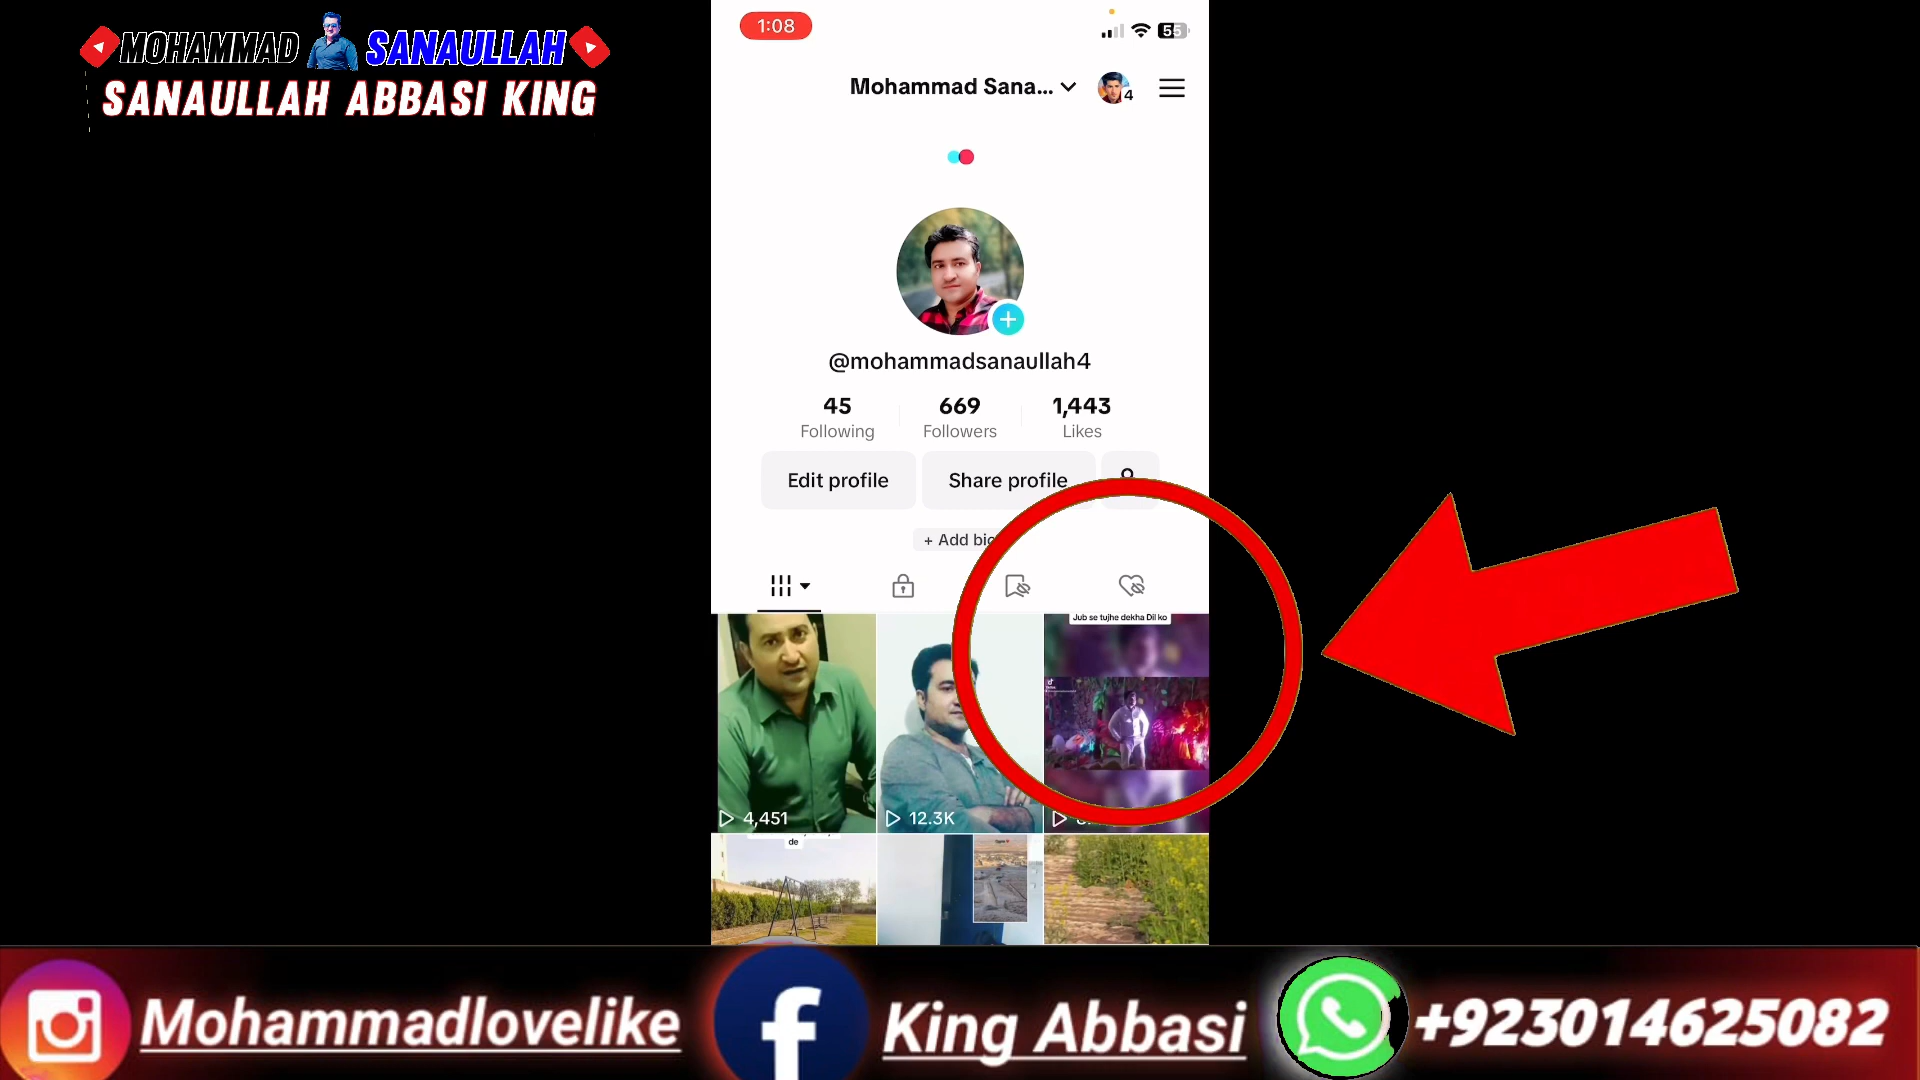 MOHAMMAD SANAULLAH
SANAULLAH ABBASI KING
1:08
55
Mohammad Sana...
4
@mohammadsanaullah4
45
Following
669
Followers
1,443
Likes
Edit profile
Share profile
+ Add bio
Jub se tujhe dekha Dil ko
4,451
12.3K
de
Mohammadlovelike
King Abbasi
+923014625082